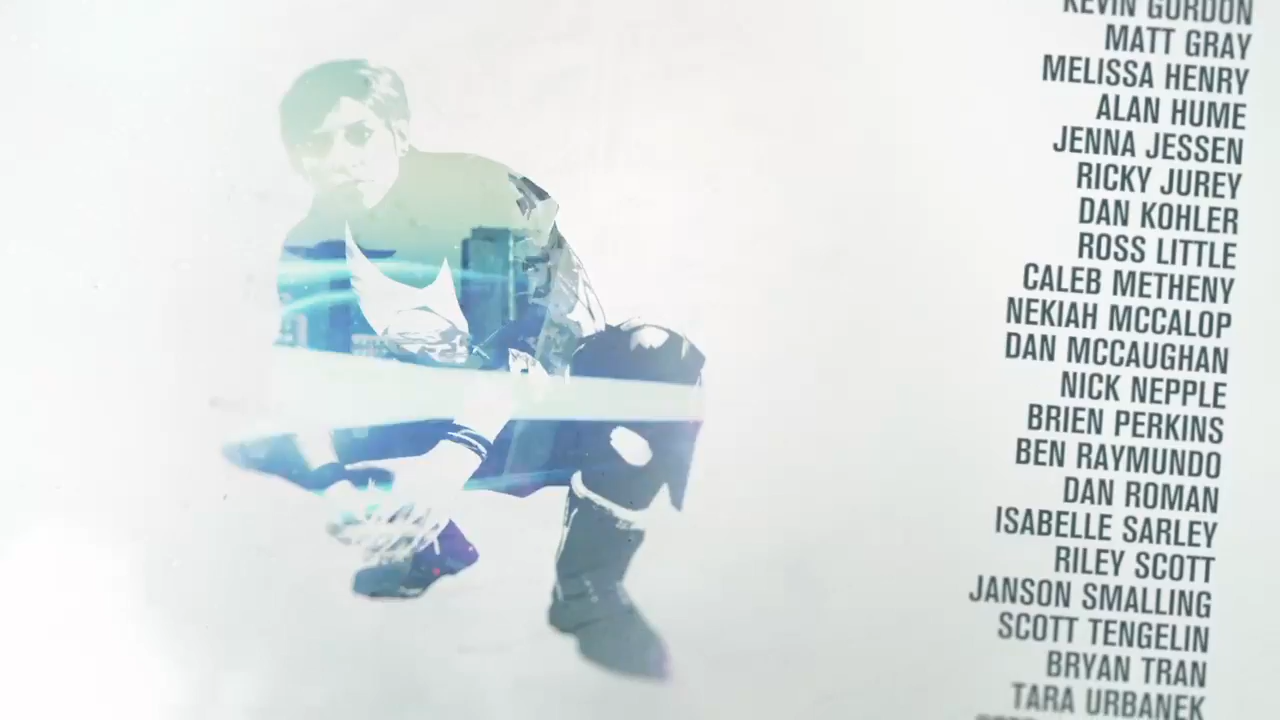 KEVIN GORDON
MATT GRAY
MELISSA HENRY
ALAN HUME
JENNA JESSEN
RICKY JUREY
DAN KOHLER
ROSS LITTLE
CALEB METHENY
NEKIAH MCCALOP
DAN MCCAUGHAN
NICK NEPPLE
BRIEN PERKINS
BEN RAYMUNDO
DAN ROMAN
ISABELLE SARLEY
RILEY SCOTT
JANSON SMALLING
SCOTT TENGELIN
BRYAN TRAN
TARA URBANEK